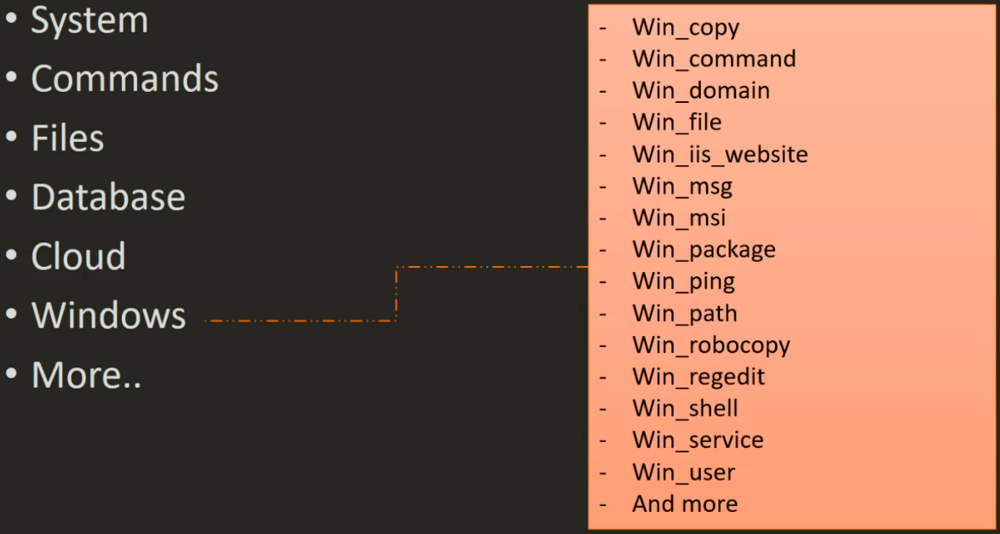 • System
• Commands
• Files
• Database
• Cloud
• Windows
• More..
- Win_copy
- Win_command
- Win_domain
- Win_file
- Win_iis_website
- Win_msg
- Win_msi
- Win_package
- Win_ping
- Win_path
- Win_robocopy
- Win_regedit
- Win_shell
- Win_service
- Win_user
- And more